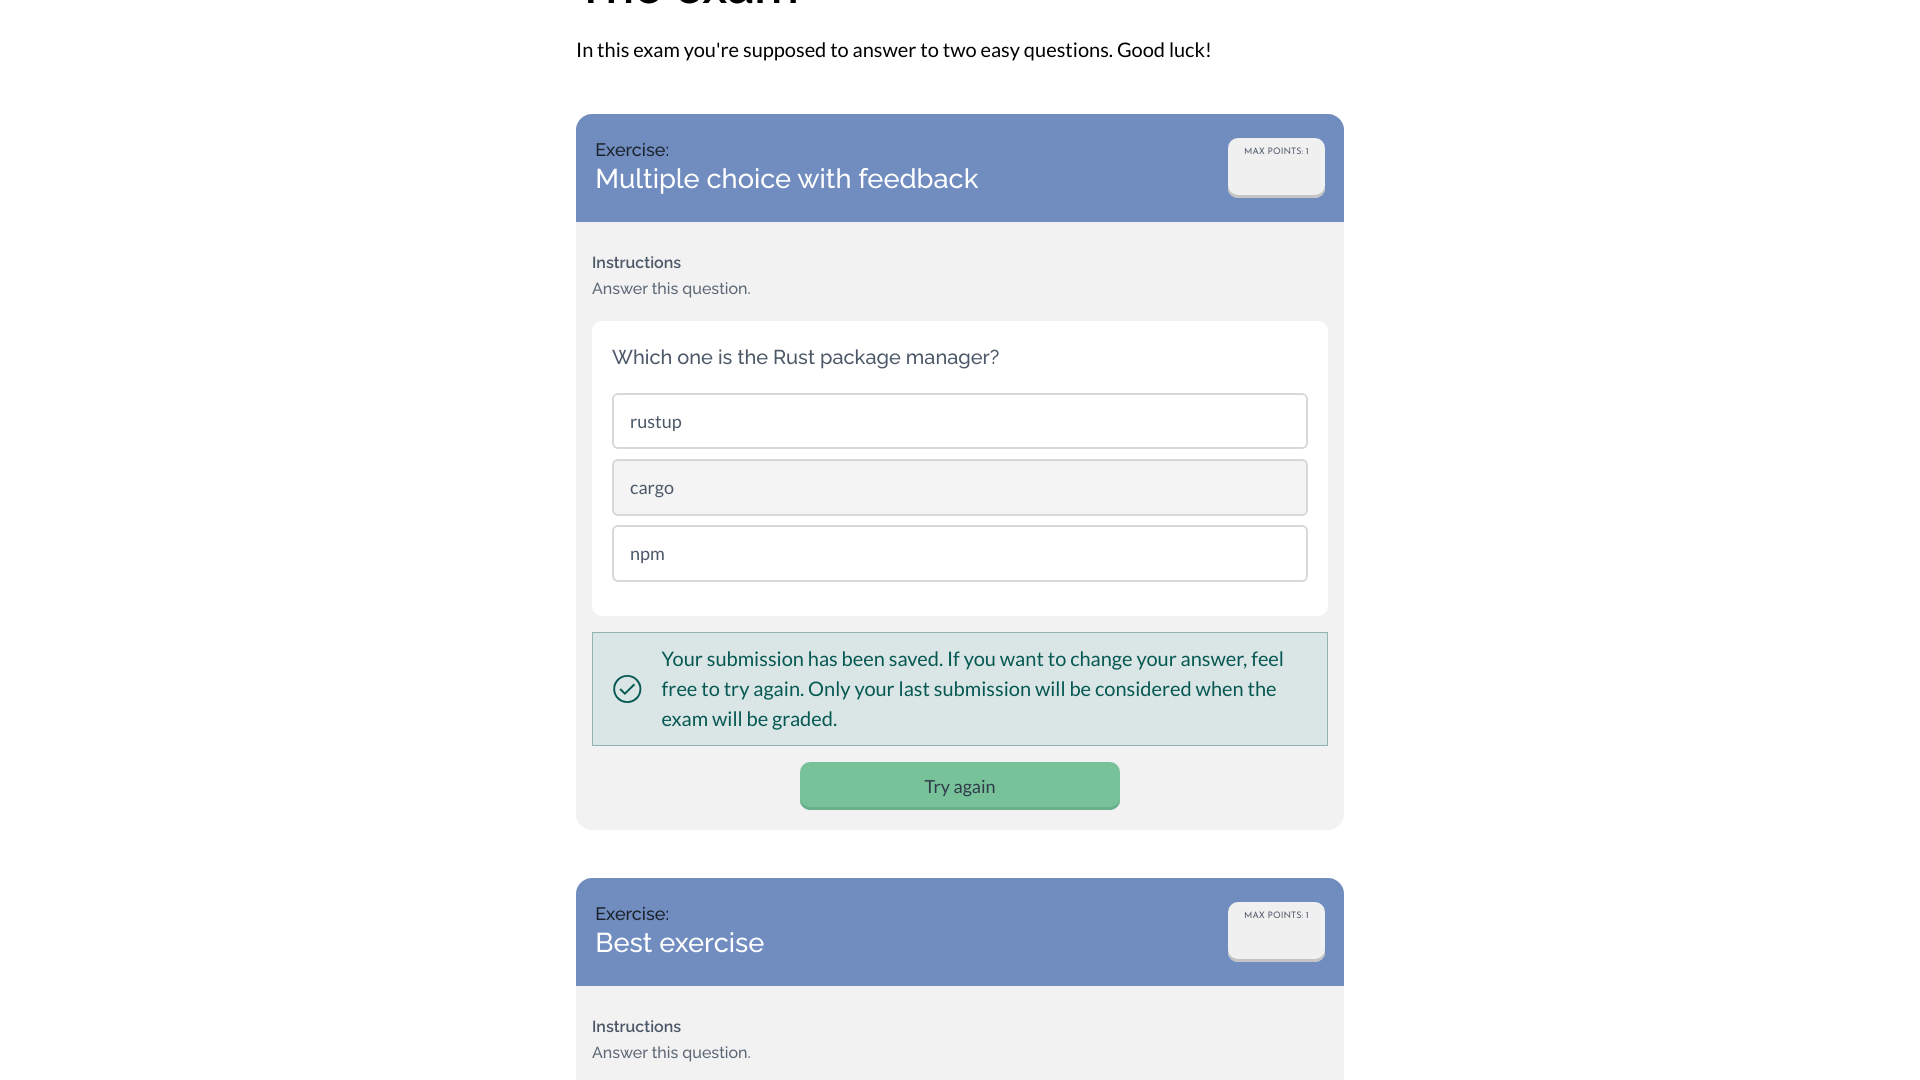 The exam
In this exam you're supposed to answer to two easy questions. Good luck!
Exercise:
Multiple choice with feedback
MAX POINTS: 1
Instructions
Answer this question.
Which one is the Rust package manager?
rustup
cargo
npm
Your submission has been saved. If you want to change your answer, feel
free to try again. Only your last submission will be considered when the
exam will be graded.
Try again
Exercise:
Best exercise
MAX POINTS: 1
Instructions
Answer this question.